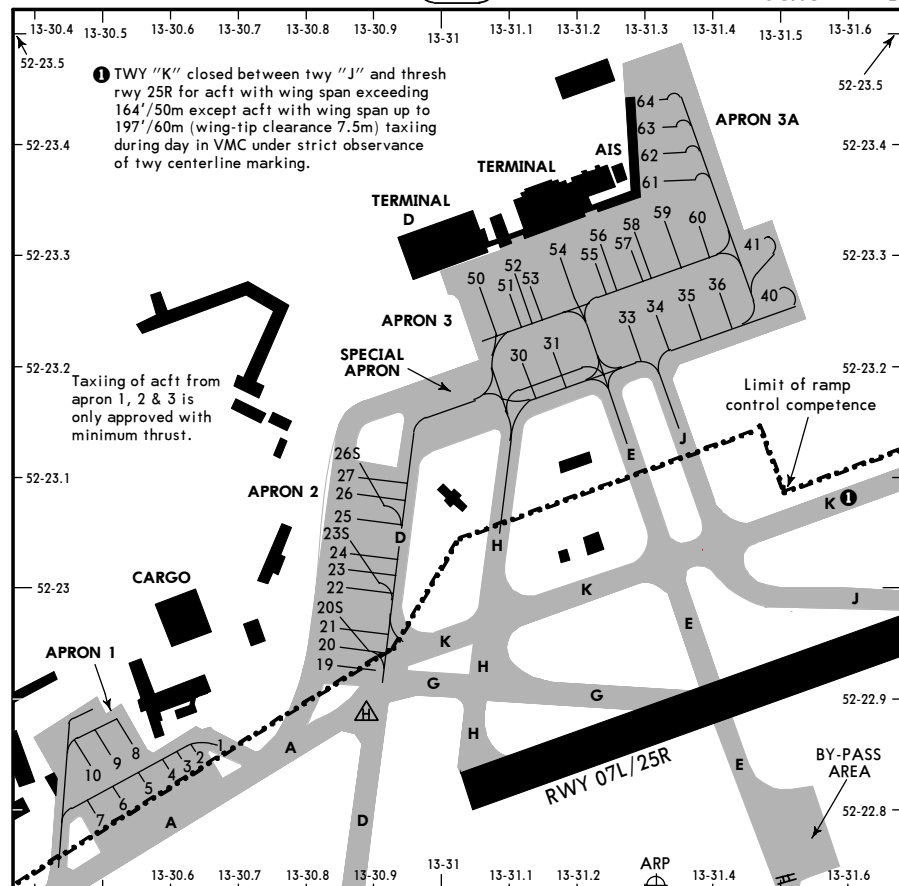 13-30.4
13-30.5
13-30.6
13-30.7
13-30.8
13-30.9
13-31
13-31.1
13-31.2
13-31.3
13-31.4
13-31.5
13-31.6
52-23.5
52-23.5
1 TWY "K" closed between twy "J" and thresh
rwy 25R for acft with wing span exceeding
164'/50m except acft with wing span up to
197'/60m (wing-tip clearance 7.5m) taxiing
during day in VMC under strict observance
of twy centerline marking.
64
63
62
61
APRON 3A
52-23.4
52-23.4
AIS
TERMINAL
TERMINAL
D
52-23.3
52-23.3
50
51
52
53
54
55
56
57
58
59
60
41
40
APRON 3
30
31
33
34
35
36
SPECIAL
APRON
52-23.2
52-23.2
Taxiing of acft from
apron 1, 2 & 3 is
only approved with
minimum thrust.
Limit of ramp
control competence
E
J
26S
27
26
25
23S
24
23
22
20S
21
20
19
APRON 2
D
H
K 1
52-23.1
52-23.1
52-23
52-23
CARGO
K
E
J
APRON 1
K
H
G
G
H
52-22.9
52-22.9
H
A
1
2
3
4
5
6
7
8
9
10
A
D
RWY 07L/25R
E
BY-PASS
AREA
52-22.8
13-30.6
13-30.7
13-30.8
13-30.9
13-31
13-31.1
13-31.2
ARP
13-31.4
13-31.6